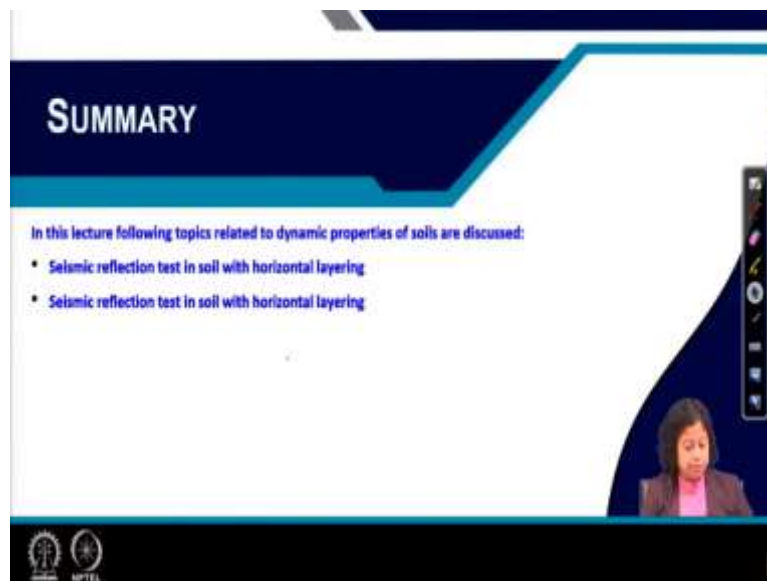 SUMMARY
In this lecture following topics related to dynamic properties of soils are discussed:
• Seismic reflection test in soil with horizontal layering
• Seismic reflection test in soil with horizontal layering
NPTEL